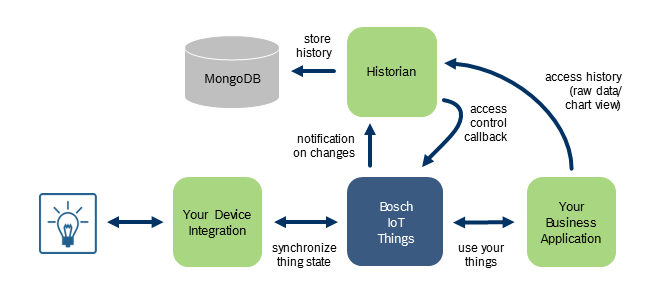 store
history
MongoDB
Historian
access history
(raw data/
chart view)
access
control
callback
notification
on changes
Your Device
Integration
synchronize
thing state
Bosch
IoT
Things
use your
things
Your
Business
Application